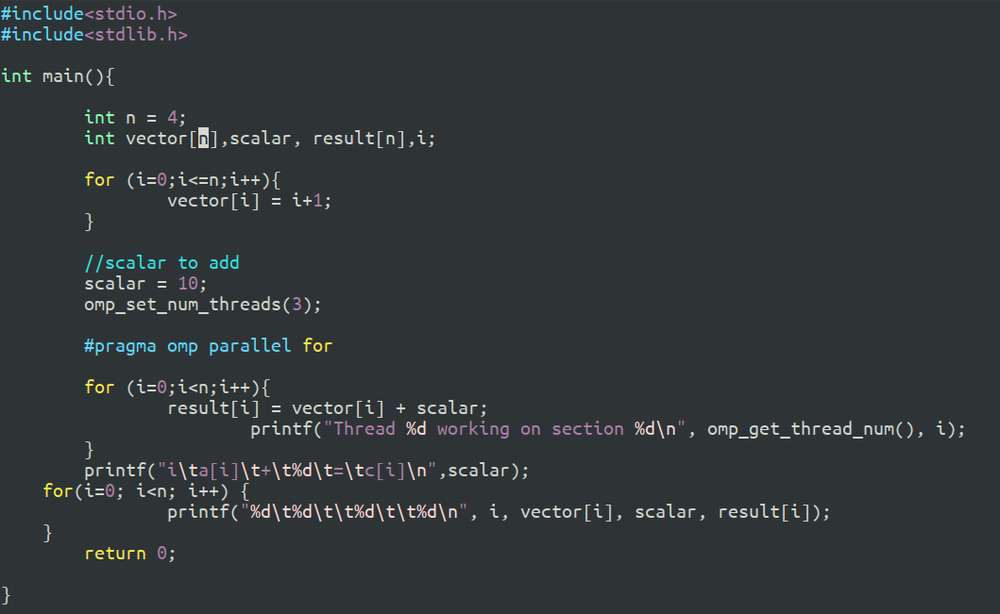 #include<stdio.h>
#include<stdlib.h>
int main(){
int n = 4;
int vector[n],scalar, result[n],i;
for (i=0;i<=n;i++){
vector[i] = i+1;
}
//scalar to add
scalar = 10;
omp_set_num_threads(3);
#pragma omp parallel for
for (i=0;i<n;i++){
result[i] = vector[i] + scalar;
printf("Thread %d working on section %d\n", omp_get_thread_num(), i);
}
printf("i\ta[i]\t+\t%d\t=\tc[i]\n",scalar);
for(i=0; i<n; i++) {
printf("%d\t%d\t\t%d\t\t%d\n", i, vector[i], scalar, result[i]);
}
return 0;
}